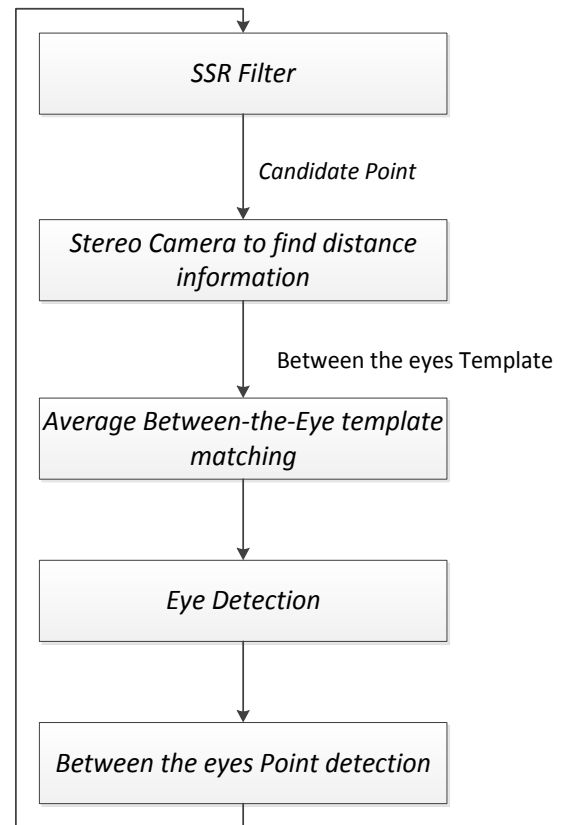 SSR Filter
Candidate Point
Stereo Camera to find distance
information
Between the eyes Template
Average Between-the-Eye template
matching
Eye Detection
Between the eyes Point detection